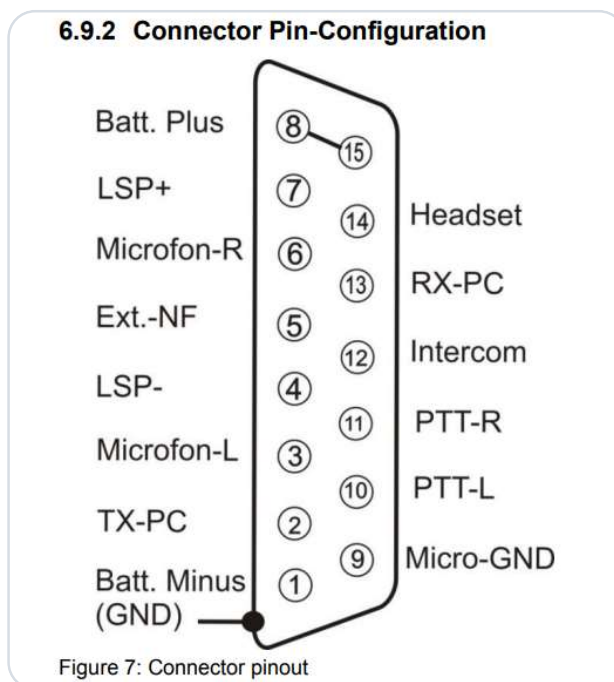 6.9.2 Connector Pin-Configuration
Batt. Plus
8
15
LSP+
7
14
Headset
Microfon-R
6
13
RX-PC
Ext.-NF
5
12
Intercom
LSP-
4
11
PTT-R
Microfon-L
3
10
PTT-L
TX-PC
2
9
Micro-GND
Batt. Minus
(GND)
1
Figure 7: Connector pinout